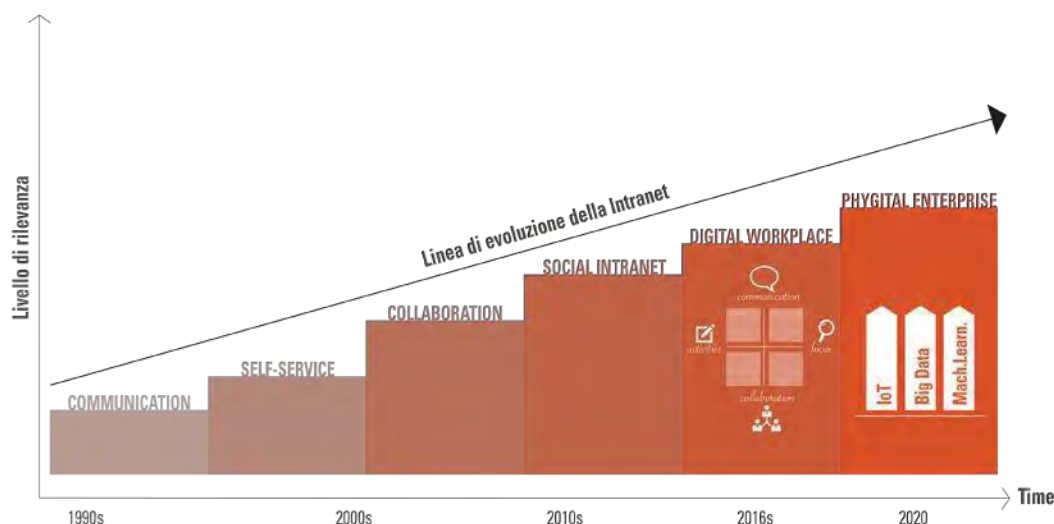 Livello di rilevanza
Linea di evoluzione della Intranet
COMMUNICATION
SELF-SERVICE
COLLABORATION
SOCIAL INTRANET
DIGITAL WORKPLACE
communication
activities
focus
collaboration
PHYGITAL ENTERPRISE
IoT
Big Data
Mach.Learn.
Time
1990s
2000s
2010s
2016s
2020